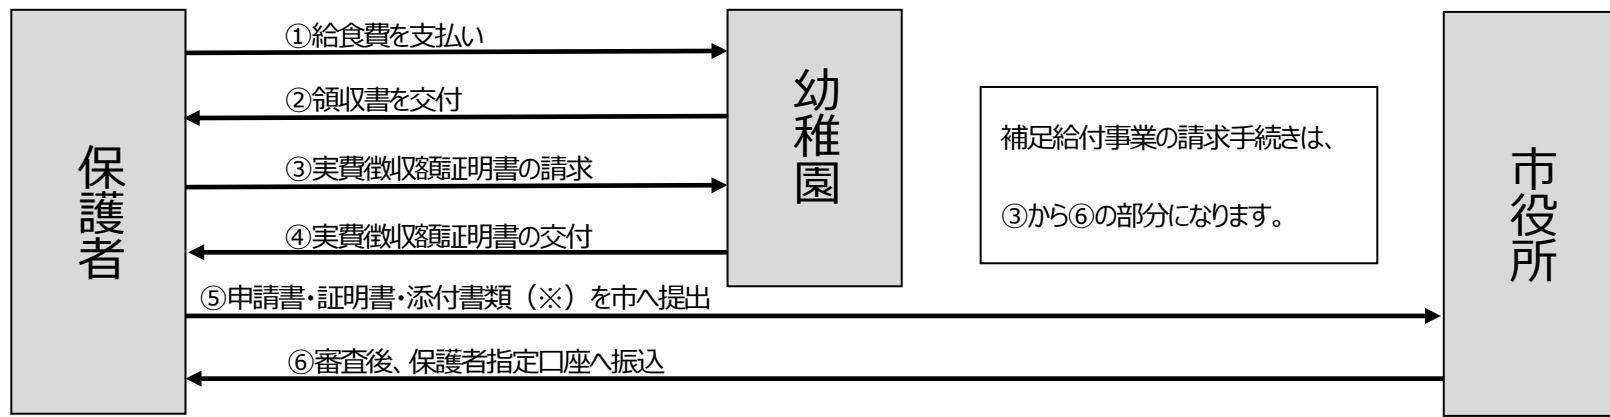 保護者
①給食費を支払い
②領収書を交付
③実費徴収額証明書の請求
④実費徴収額証明書の交付
⑤申請書・証明書・添付書類（※）を市へ提出
⑥審査後、保護者指定口座へ振込
幼稚園
補足給付事業の請求手続きは、
③から⑥の部分になります。
市役所